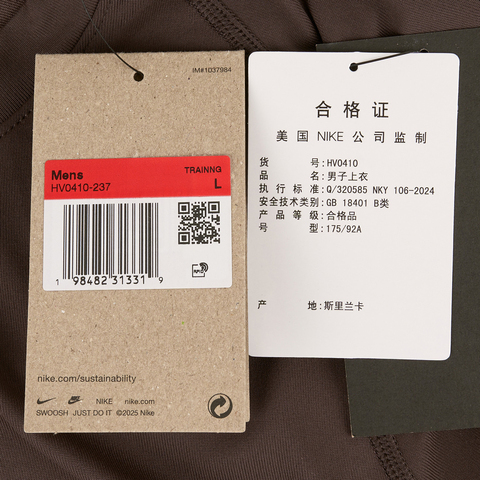 IM#1037984
TRAINNG
Mens
HV0410-237
L
1 98482 31331 9
RFID
nike.com/sustainability
NIKE nike.com
SWOOSH JUST DO IT ©2025 Nike
合格证
美国 NIKE 公司监制
货号:HV0410
品名:男子上衣
执行标准:Q/320585 NKY 106-2024
安全技术类别:GB 18401 B类
产品等级:合格品
号型:175/92A
产地:斯里兰卡